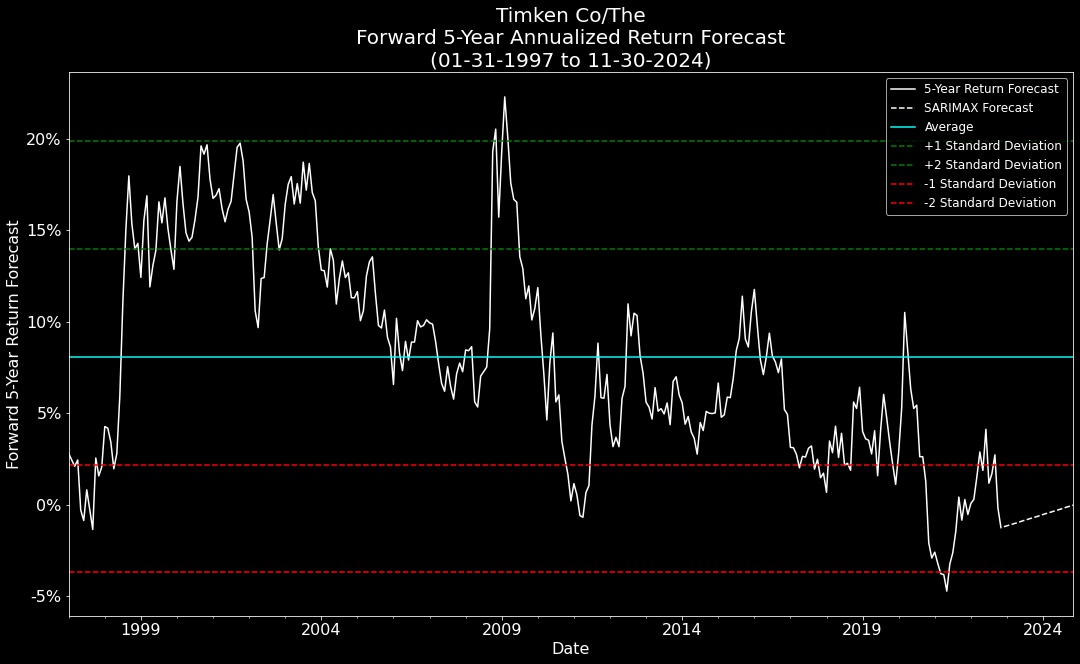 Timken Co/The
Forward 5-Year Annualized Return Forecast
(01-31-1997 to 11-30-2024)
5-Year Return Forecast
SARIMAX Forecast
Average
+1 Standard Deviation
+2 Standard Deviation
-1 Standard Deviation
-2 Standard Deviation
Forward 5-Year Return Forecast
20%
15%
10%
5%
0%
-5%
1999
2004
2009
2014
2019
2024
Date